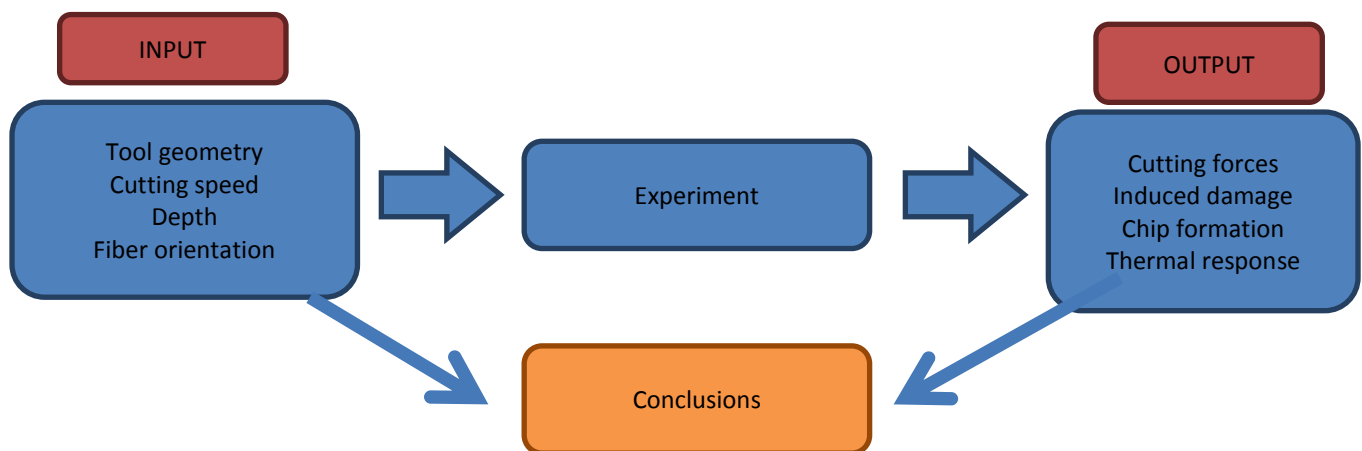 INPUT
OUTPUT
Tool geometry
Cutting speed
Depth
Fiber orientation
Experiment
Cutting forces
Induced damage
Chip formation
Thermal response
Conclusions